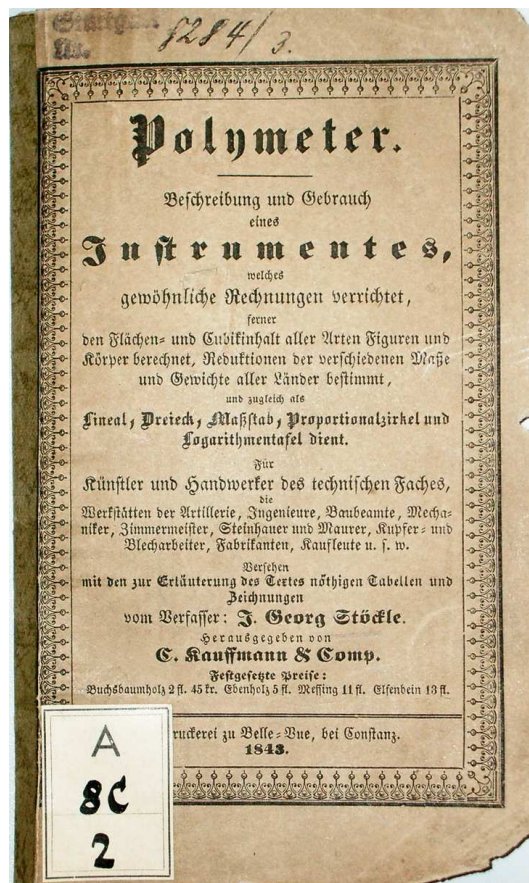 Stuttgart
8284/3.
Polymeter.
Beschreibung und Gebrauch
eines
Instrumentes,
welches
gewöhnliche Rechnungen verrichtet,
ferner
den Flächen- und Cubikinhalt aller Arten Figuren und
Körper berechnet, Reduktionen der verschiedenen Maße
und Gewichte aller Länder bestimmt,
und zugleich als
Lineal, Dreieck, Maßstab, Proportionalzirkel und
Logarithmentafel dient.
Für
Künstler und Handwerker des technischen Faches,
die
Werkstätten der Artillerie, Ingenieure, Baubeamte, Mecha-
niker, Zimmermeister, Steinhauer und Maurer, Kupfer- und
Blecharbeiter, Fabrikanten, Kaufleute u. s. w.
Versehen
mit den zur Erläuterung des Textes nöthigen Tabellen und
Zeichnungen
vom Verfasser: J. Georg Stöckle.
Herausgegeben von
C. Kauffmann & Comp.
Festgesetzte Preise:
Buchsbaumholz 2 fl. 45 kr. Ebenholz 5 fl. Messing 11 fl. Elfenbein 13 fl.
ruckerei zu Belle-Vue, bei Constanz.
1843.
A
8C
2